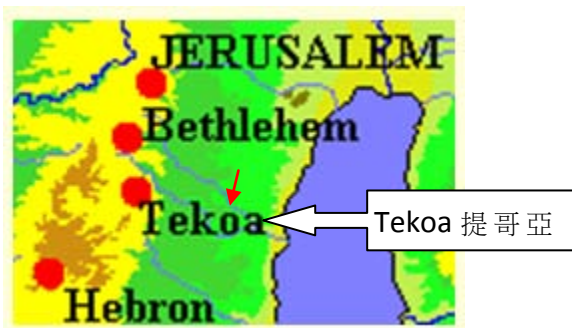 JERUSALEM
Bethlehem
Tekoa
Tekoa 提哥亞
Hebron